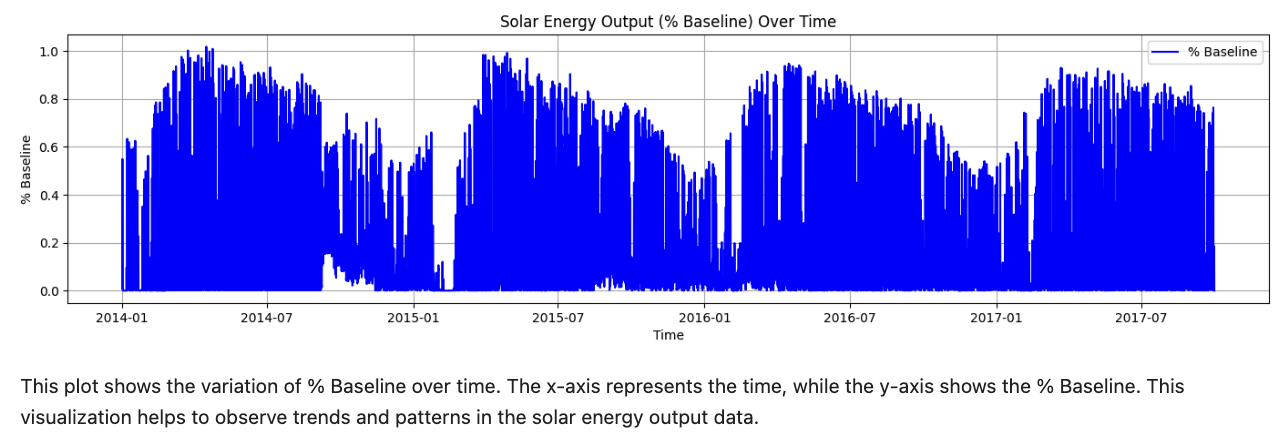 Solar Energy Output (% Baseline) Over Time
% Baseline
1.0
0.8
0.6
0.4
0.2
0.0
% Baseline
2014-01 2014-07 2015-01 2015-07 2016-01 2016-07 2017-01 2017-07
Time
This plot shows the variation of % Baseline over time. The x-axis represents the time, while the y-axis shows the % Baseline. This
visualization helps to observe trends and patterns in the solar energy output data.